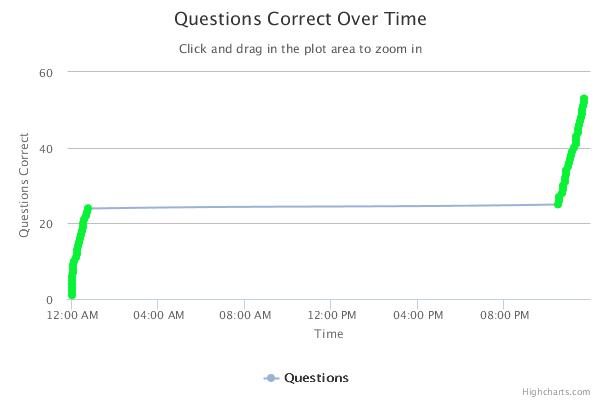 Questions Correct Over Time
Click and drag in the plot area to zoom in
60
40
20
0
Questions Correct
12:00 AM 04:00 AM 08:00 AM 12:00 PM 04:00 PM 08:00 PM
Time
Questions
Highcharts.com